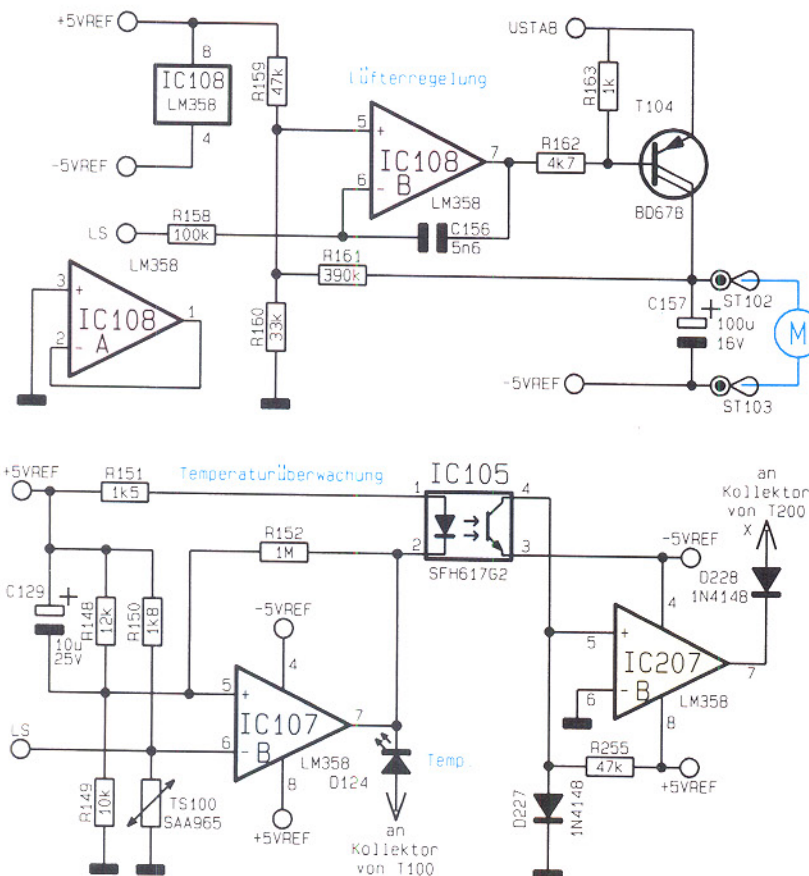 +5VREF
8
IC108
LM358
4
-5VREF
R159
47k
Lüfterregelung
USTAB
R163
1k
T104
5
+
IC108
6
-
B
7
LM358
R162
4k7
BD678
LS
R158
100k
C156
5n6
LM358
3
+
IC108
1
2
-
A
R161
390k
R160
33k
C157
+
100u
16V
ST102
M
-5VREF
ST103
+5VREF
R151
1k5
Temperaturüberwachung
IC105
1
4
2
3
SFH617G2
an
Kollektor
von T200
X
R152
1M
-5VREF
D228
1N4148
C129
+
10u
25V
R148
12k
R150
1k8
-5VREF
4
5
+
IC107
6
-
B
7
LM358
8
+5VREF
4
5
+
IC207
6
-
B
7
LM358
8
LS
D124
Temp.
R255
47k
+5VREF
R149
10k
TS100
SAA965
an
Kollektor
von T100
D227
1N4148